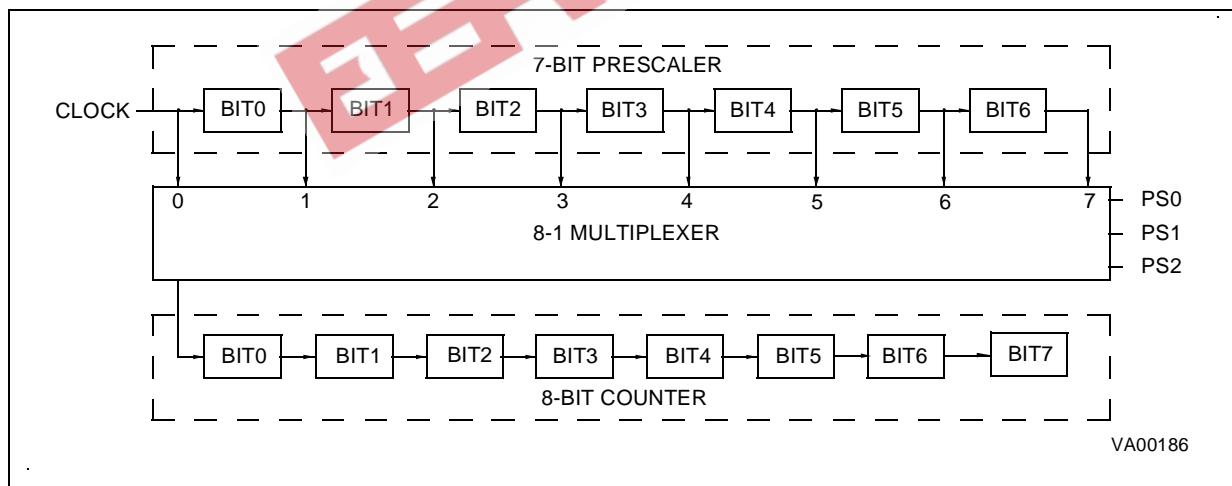 7-BIT PRESCALER
CLOCK BIT0 BIT1 BIT2 BIT3 BIT4 BIT5 BIT6
0 1 2 3 4 5 6 7 PS0
8-1 MULTIPLEXER PS1
PS2
BIT0 BIT1 BIT2 BIT3 BIT4 BIT5 BIT6 BIT7
8-BIT COUNTER
VA00186